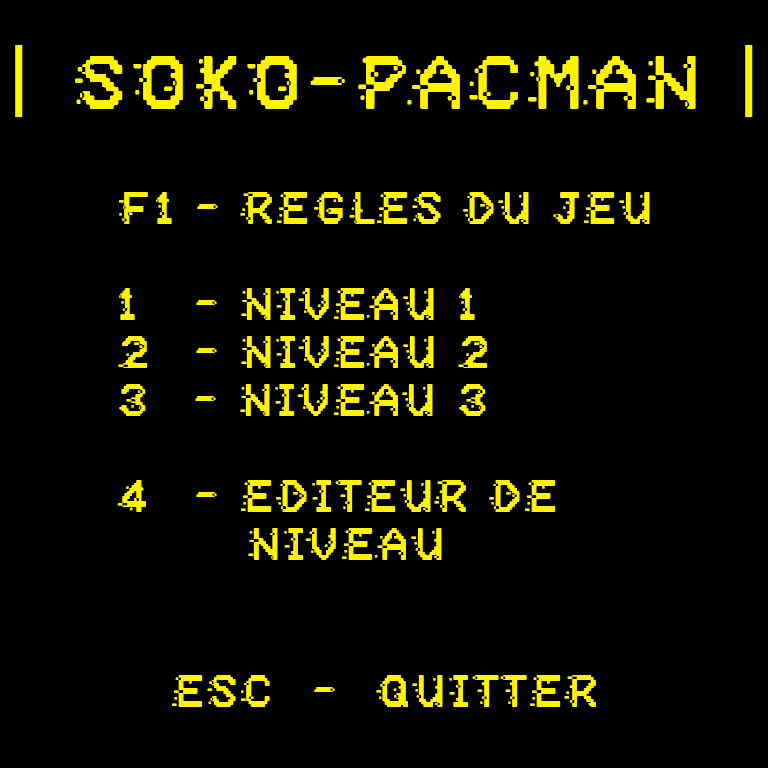 | SOKO-PACMAN |
F1 - REGLES DU JEU
1 - NIVEAU 1
2 - NIVEAU 2
3 - NIVEAU 3
4 - EDITEUR DE
NIVEAU
ESC - QUITTER